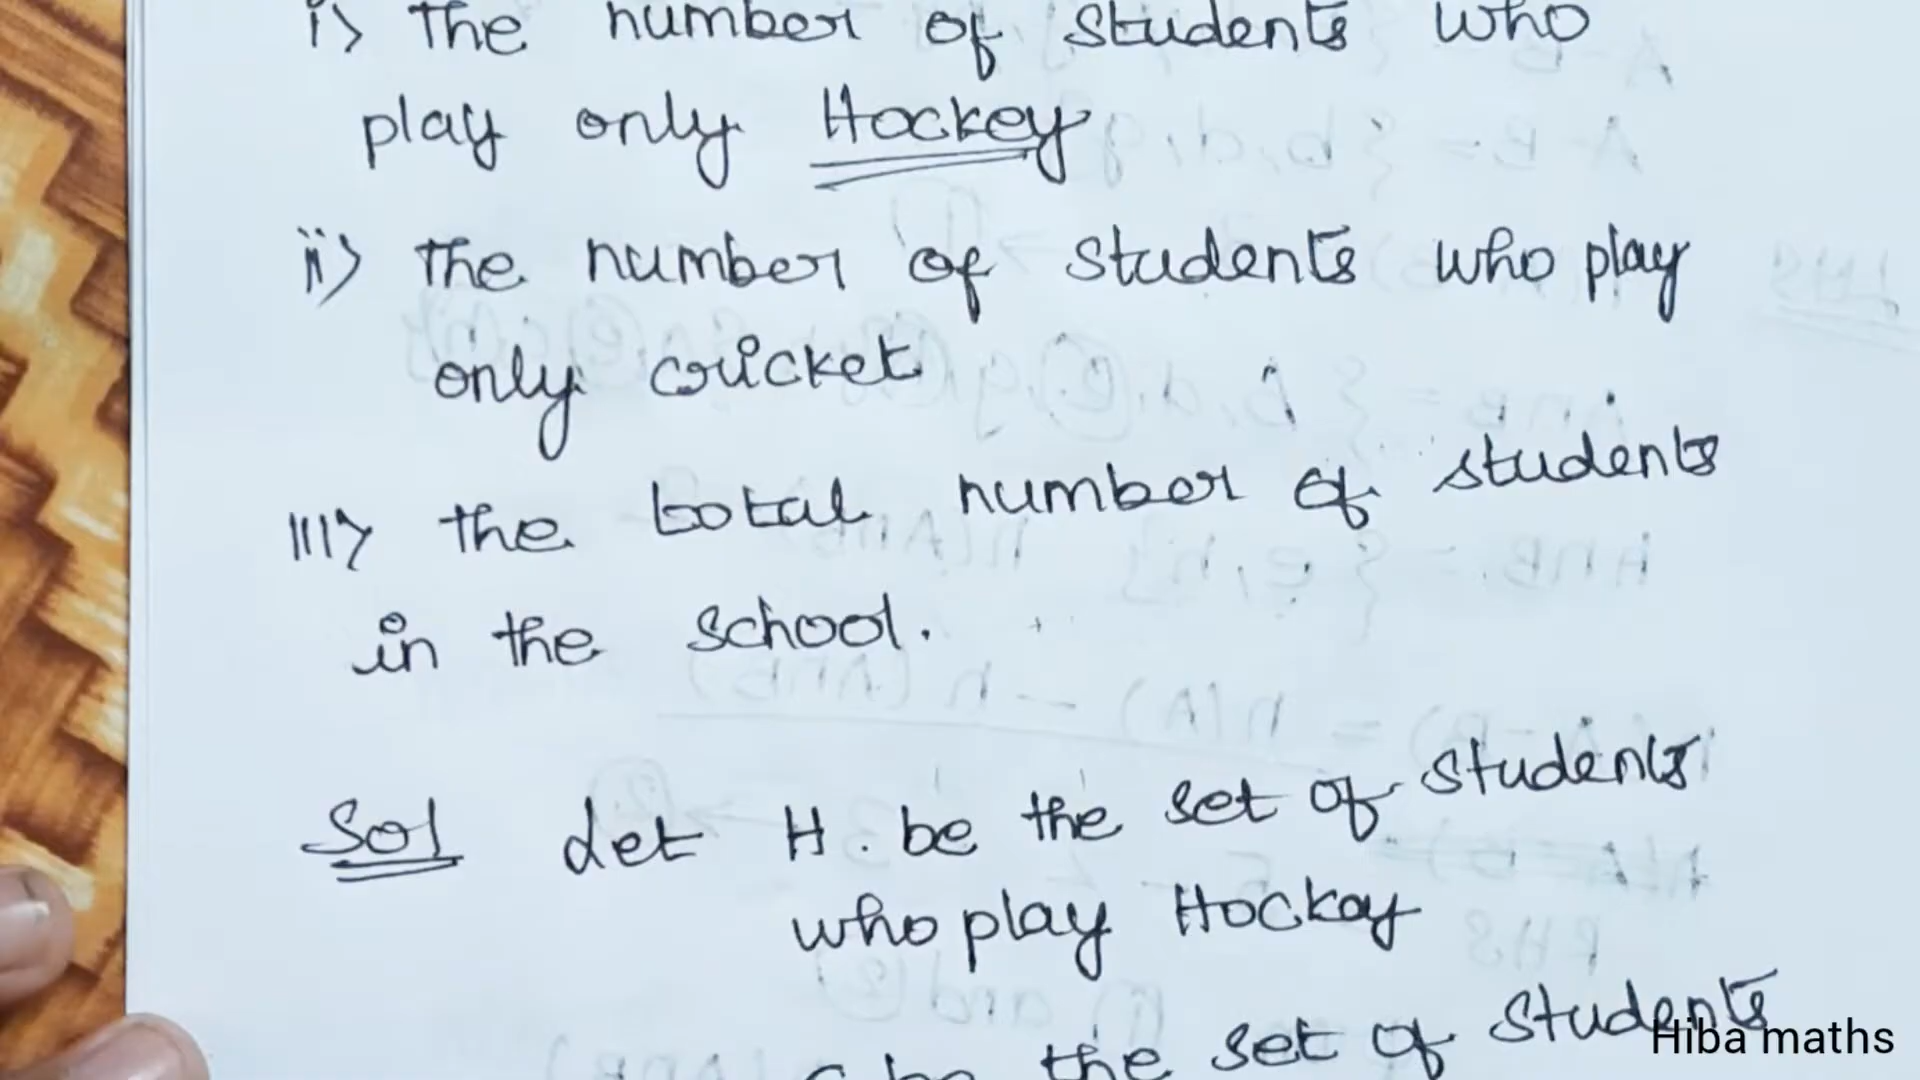 i) The number of students who
play only Hockey
ii) The number of students who play
only cricket
iii) the total number of students
in the school.
Sol Let H. be the set of students
who play Hockay
C be the set of students
Hiba maths